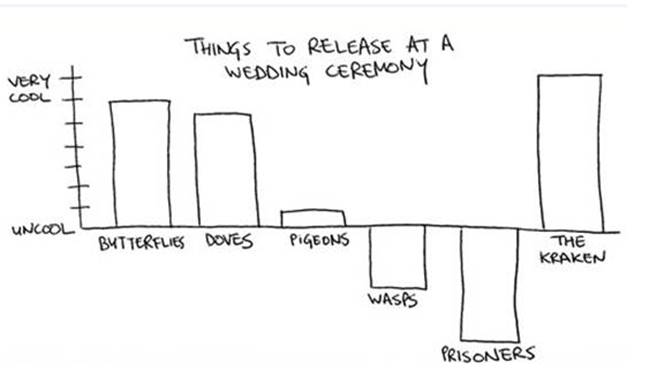 THINGS TO RELEASE AT A
WEDDING CEREMONY
VERY
COOL
UNCOOL
BUTTERFLIES
DOVES
PIGEONS
WASPS
PRISONERS
THE
KRAKEN